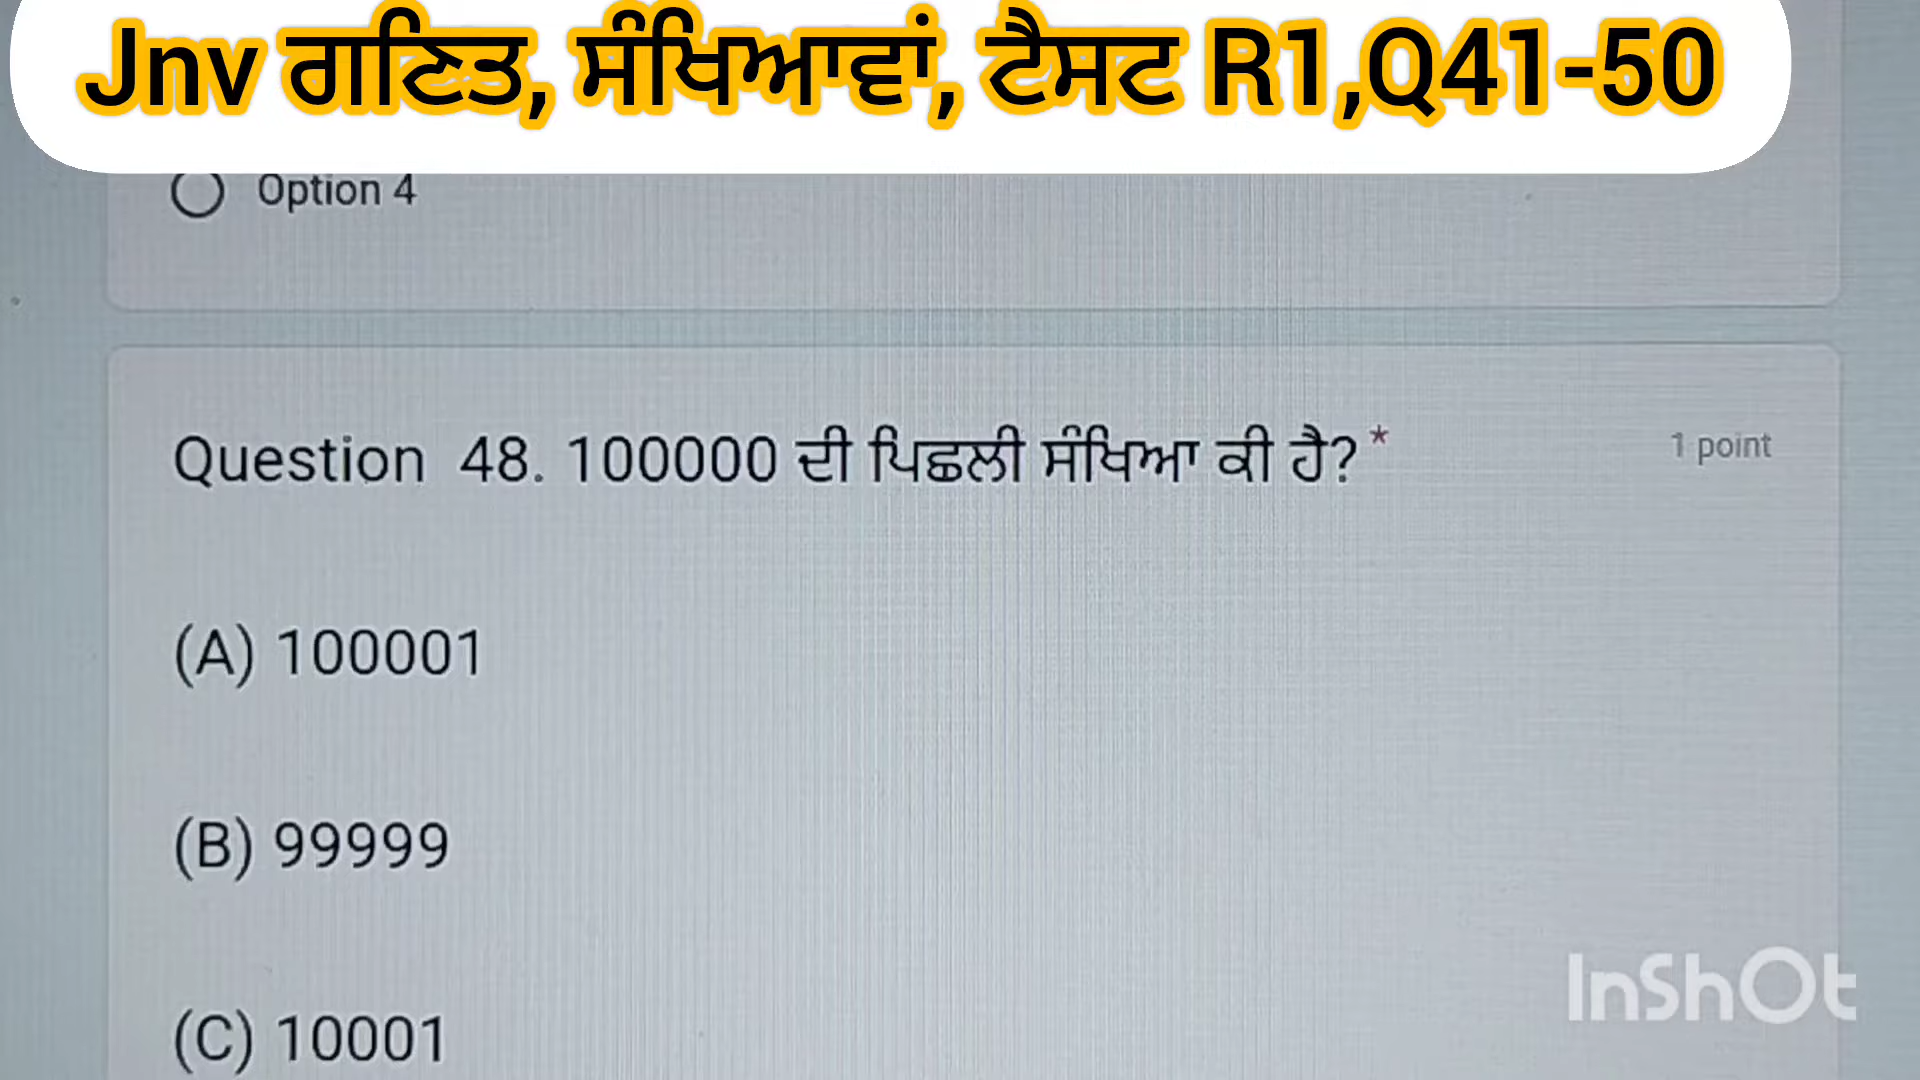 Jnv ਗਣਿਤ, ਸੰਖਿਆਵਾਂ, ਟੈਸਟ R1,Q41-50
Option 4
Question 48. 100000 ਦੀ ਪਿਛਲੀ ਸੰਖਿਆ ਕੀ ਹੈ? *
1 point
(A) 100001
(B) 99999
(C) 10001
InShOt